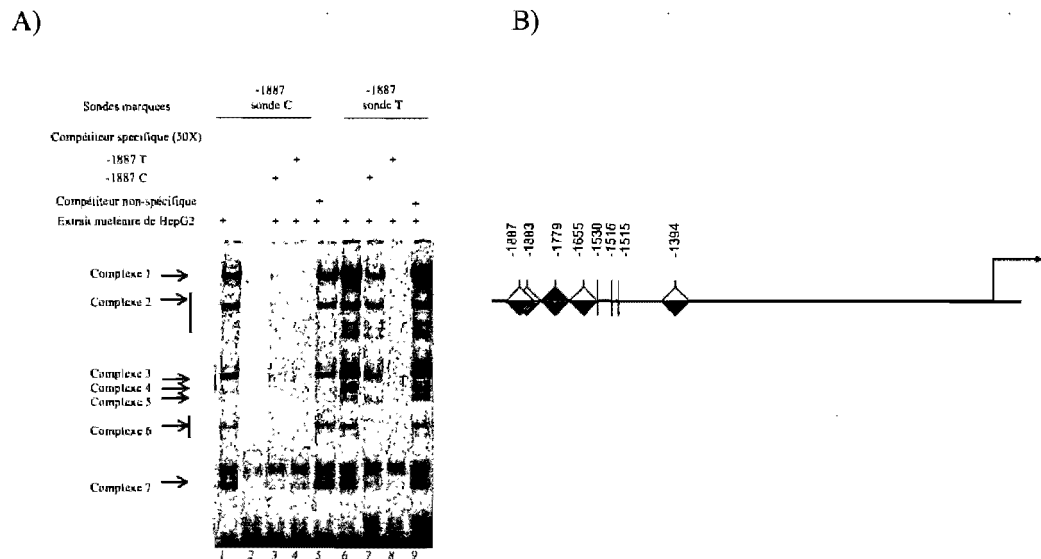 A)
B)
-1887
sonde C
-1887
sonde T
Sondes marques
Compétiteur spécifique (50X)
-1887 T + +
-1887 C + +
Compétiteur non-spécifique + +
Extrait nucléaire de HepG2 + + + + + + + +
Complexe 1
Complexe 2
Complexe 3
Complexe 4
Complexe 5
Complexe 6
Complexe 7
1 2 3 4 5 6 7 8 9
-1887
-1883
-1779
-1655
-1530
-1516
-1515
-1394